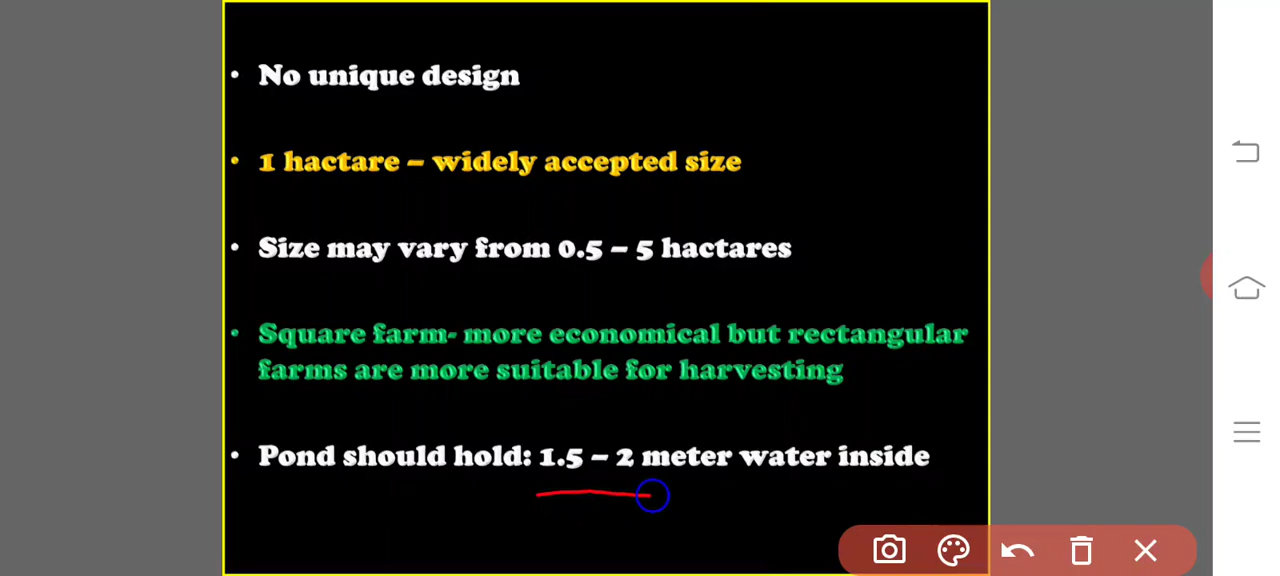 • No unique design
• 1 hactare – widely accepted size
• Size may vary from 0.5 – 5 hactares
• Square farm- more economical but rectangular
farms are more suitable for harvesting
• Pond should hold: 1.5 – 2 meter water inside